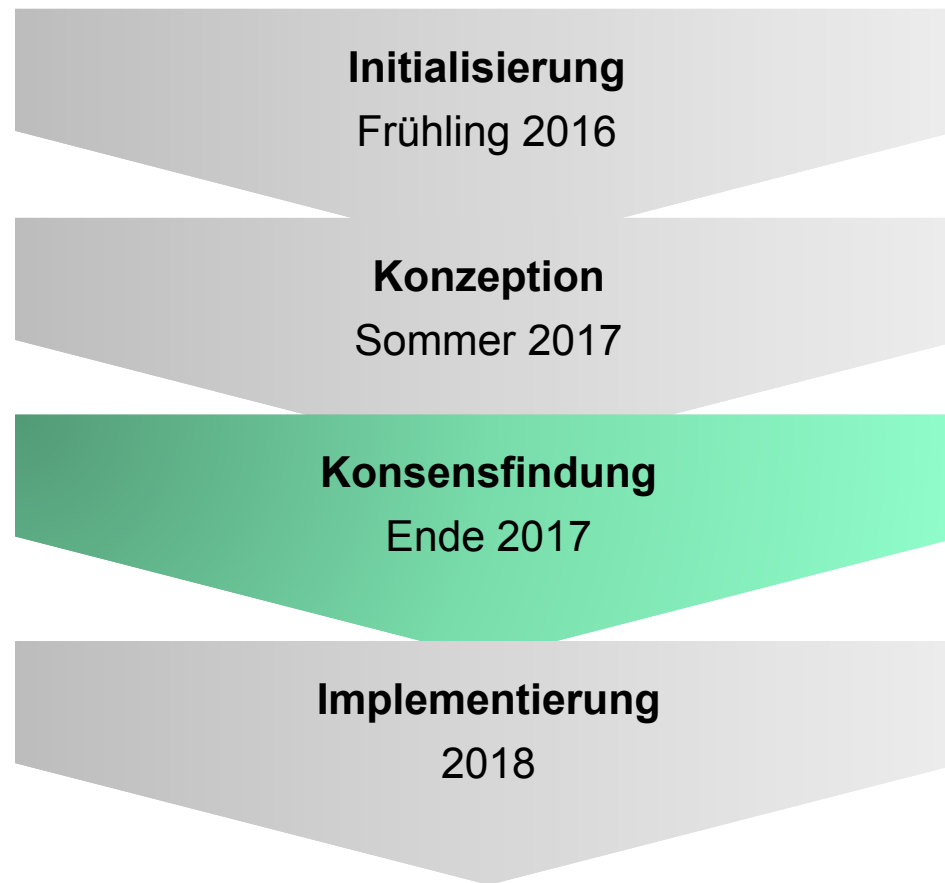 Initialisierung
Frühling 2016
Konzeption
Sommer 2017
Konsensfindung
Ende 2017
Implementierung
2018